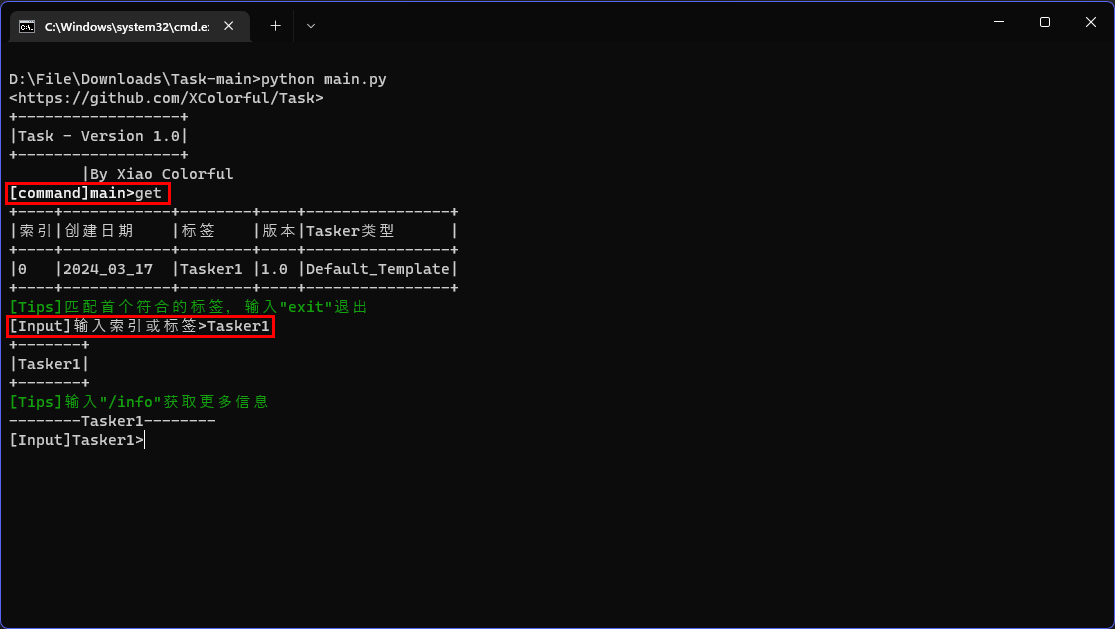 C:\Windows\system32\cmd.e
D:\File\Downloads\Task-main>python main.py
<https://github.com/XColorful/Task>
+------------------+
|Task - Version 1.0|
+------------------+
        |By Xiao Colorful
[command]main>get
+----+------------+--------+----+----------------+
|索引|创建日期    |标签    |版本|Tasker类型      |
+----+------------+--------+----+----------------+
|0   |2024_03_17  |Tasker1 |1.0 |Default_Template|
+----+------------+--------+----+----------------+
[Tips]匹配首个符合的标签, 输入"exit"退出
[Input]输入索引或标签>Tasker1
+-------+
|Tasker1|
+-------+
[Tips]输入"/info"获取更多信息
--------Tasker1--------
[Input]Tasker1>